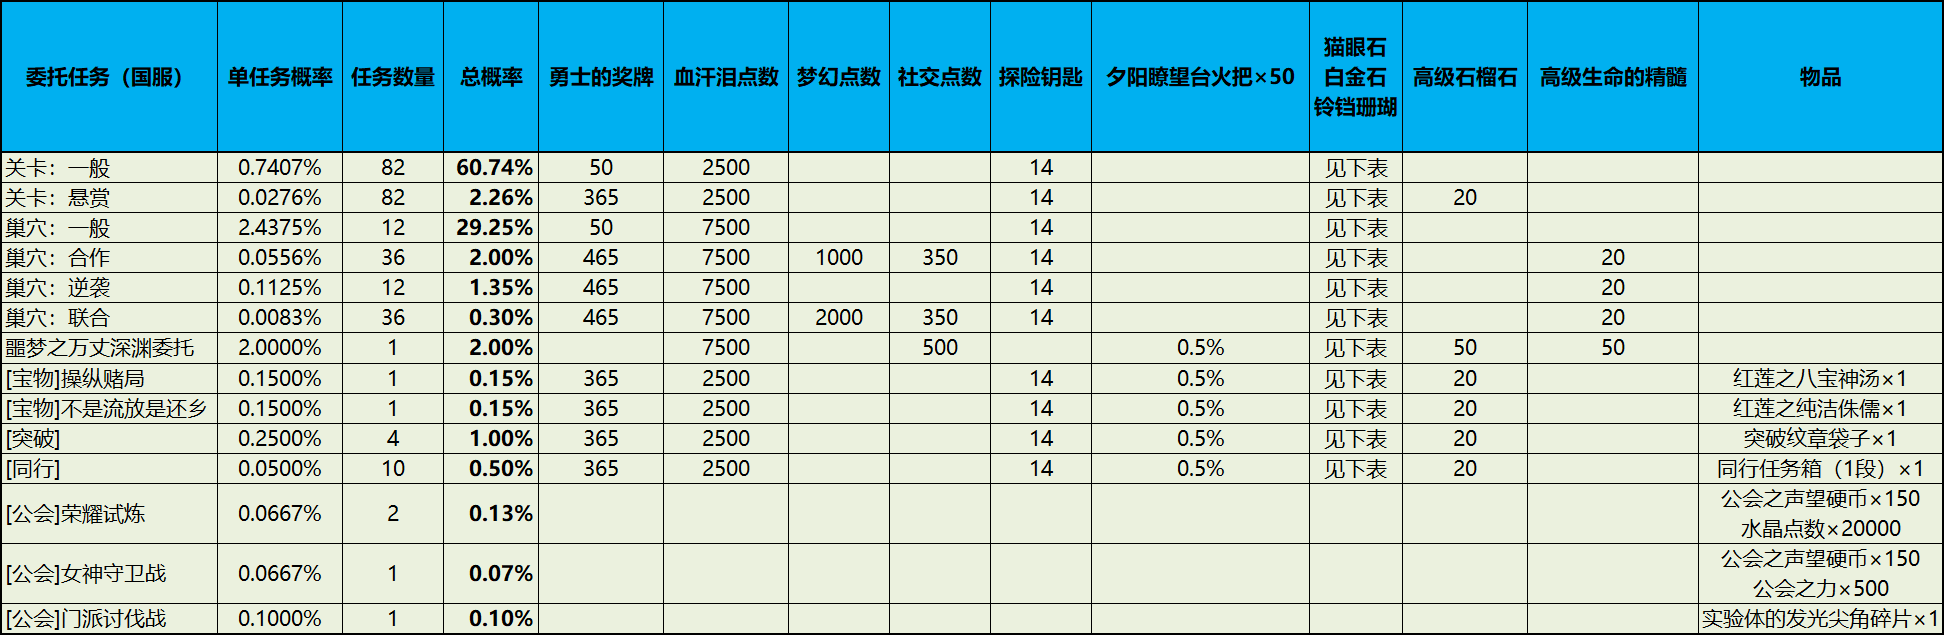 委托任务（国服） 单任务概率 任务数量 总概率 勇士的奖牌 血汗泪点数 梦幻点数 社交点数 探险钥匙 夕阳瞭望台火把×50 猫眼石 白金石 铃铛珊瑚 高级石榴石 高级生命的精髓 物品
关卡：一般 0.7407% 82 60.74% 50 2500 14 见下表
关卡：悬赏 0.0276% 82 2.26% 365 2500 14 见下表 20
巢穴：一般 2.4375% 12 29.25% 50 7500 14 见下表
巢穴：合作 0.0556% 36 2.00% 465 7500 1000 350 14 见下表 20
巢穴：逆袭 0.1125% 12 1.35% 465 7500 14 见下表 20
巢穴：联合 0.0083% 36 0.30% 465 7500 2000 350 14 见下表 20
噩梦之万丈深渊委托 2.0000% 1 2.00% 7500 500 0.5% 见下表 50 50
[宝物]操纵赌局 0.1500% 1 0.15% 365 2500 14 0.5% 见下表 20 红莲之八宝神汤×1
[宝物]不是流放是还乡 0.1500% 1 0.15% 365 2500 14 0.5% 见下表 20 红莲之纯洁侏儒×1
[突破] 0.2500% 4 1.00% 365 2500 14 0.5% 见下表 20 突破纹章袋子×1
[同行] 0.0500% 10 0.50% 365 2500 14 0.5% 见下表 20 同行任务箱（1段）×1
[公会]荣耀试炼 0.0667% 2 0.13% 公会之声望硬币×150
水晶点数×20000
[公会]女神守卫战 0.0667% 1 0.07% 公会之声望硬币×150
公会之力×500
[公会]门派讨伐战 0.1000% 1 0.10% 实验体的发光尖角碎片×1